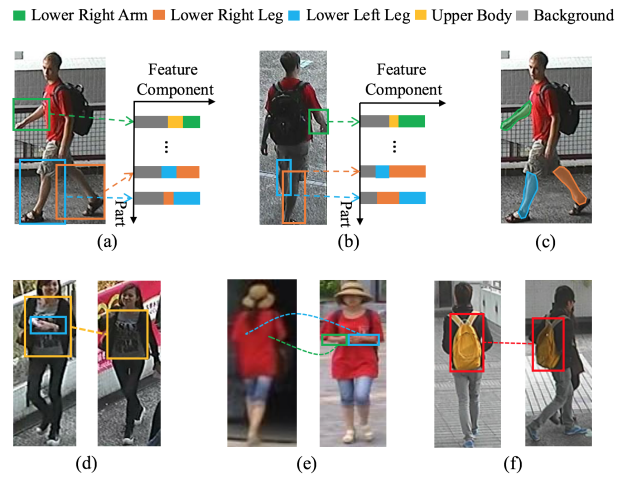 Lower Right Arm Lower Right Leg Lower Left Leg Upper Body Background
Feature
Component
Part
...
(a)
Feature
Component
Part
...
(b)
(c)
(d)
(e)
(f)